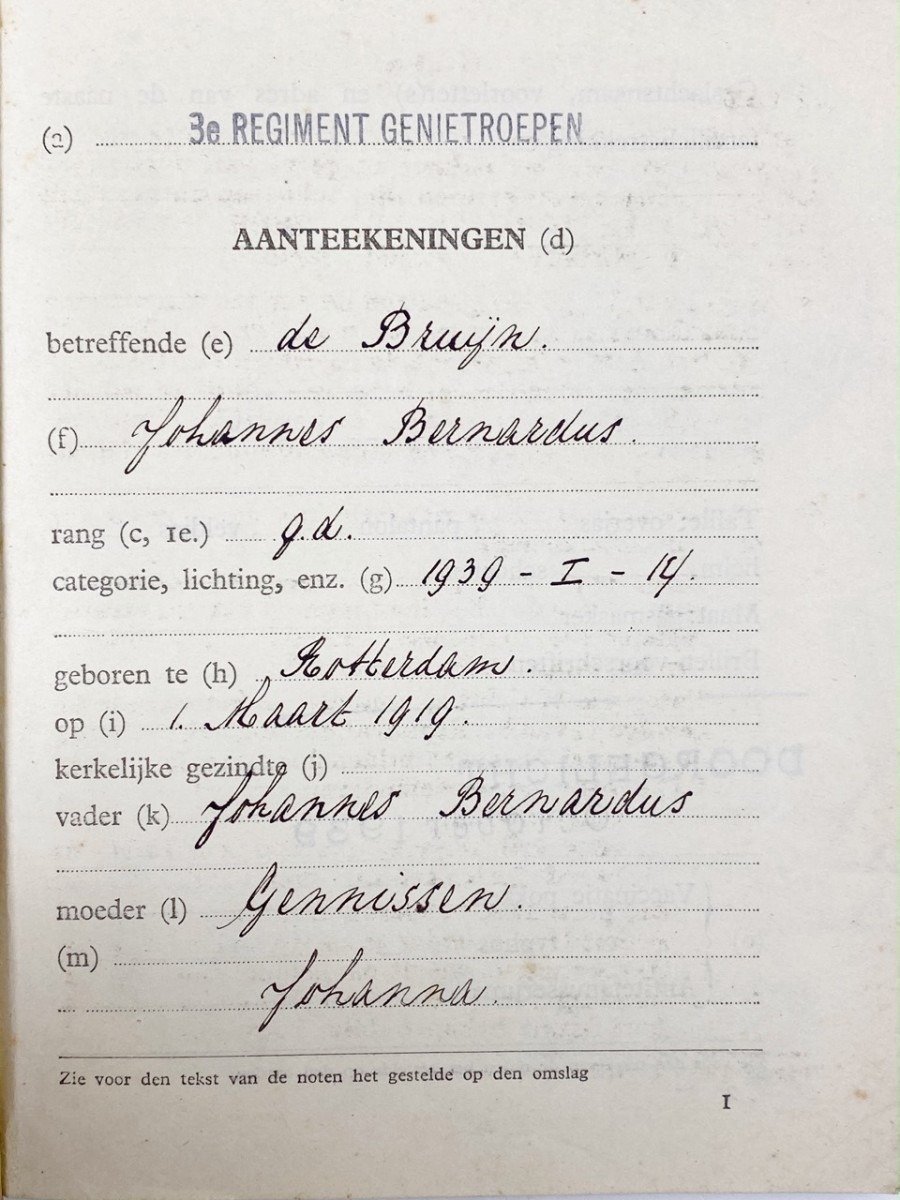 (a) 3e REGIMENT GENIETROEPEN
AANTEEKENINGEN (d)
betreffende (e) de Bruijn.
(f) Johannes Bernardus.
rang (c, 1e.) g.d.
categorie, lichting, enz. (g) 1939 - I - 14
geboren te (h) Rotterdam.
op (i) 1. Maart 1919.
kerkelijke gezindte (j)
vader (k) Johannes Bernardus
moeder (l) Gennissen.
(m)
Johanna.
Zie voor den tekst van de noten het gestelde op den omslag
1